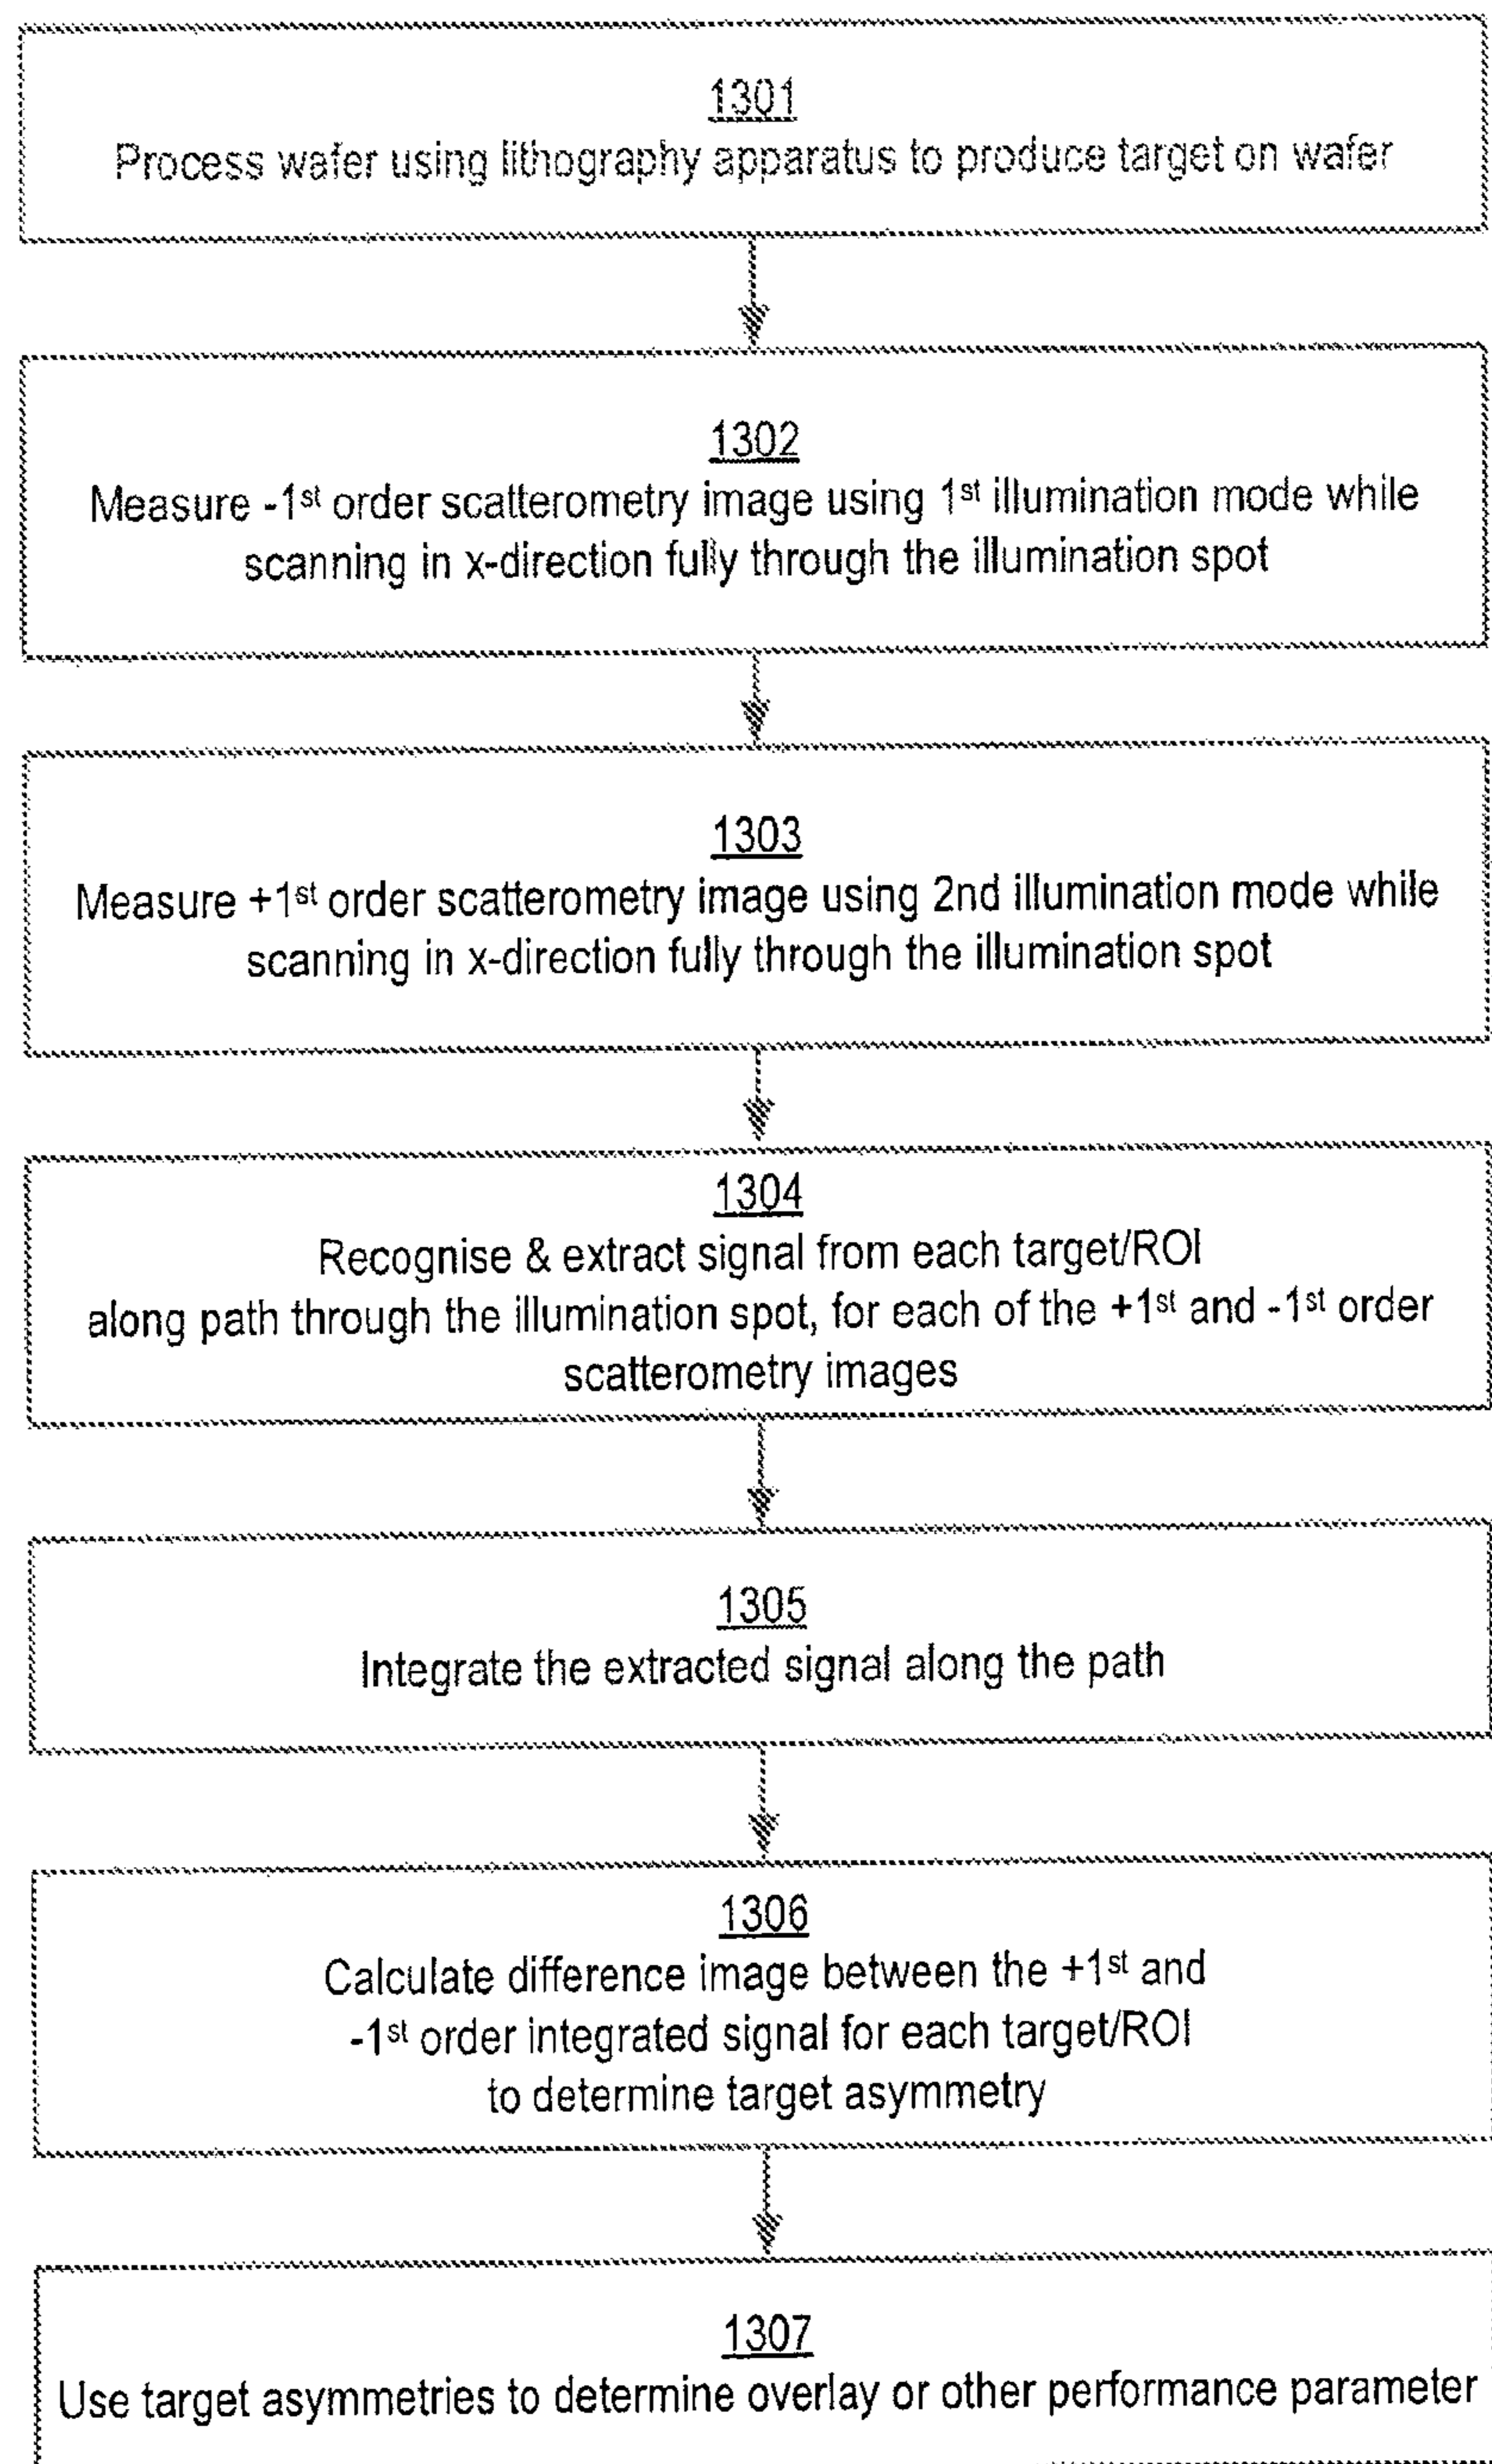 1301
Process wafer using lithography apparatus to produce target on wafer
1302
Measure -1st order scatterometry image using 1st illumination mode while
scanning in x-direction fully through the illumination spot
1303
Measure +1st order scatterometry image using 2nd illumination mode while
scanning in x-direction fully through the illumination spot
1304
Recognise & extract signal from each target/ROI
along path through the illumination spot, for each of the +1st and -1st order
scatterometry images
1305
Integrate the extracted signal along the path
1306
Calculate difference image between the +1st and
-1st order integrated signal for each target/ROI
to determine target asymmetry
1307
Use target asymmetries to determine overlay or other performance parameter